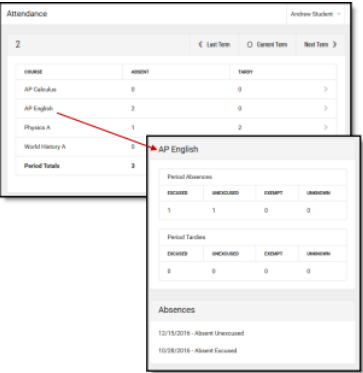 Attendance
Andrew Student
2
Last Term
Current Term
Next Term
COURSE ABSENT TARDY
AP Calculus 0 0
AP English 2 0
Physics A 1 2
World History A 0
Period Totals 3
AP English
Period Absences
EXCUSED UNEXCUSED EXEMPT UNKNOWN
1 1 0 0
Period Tardies
EXCUSED UNEXCUSED EXEMPT UNKNOWN
0 0 0 0
Absences
12/15/2016 - Absent Unexcused
10/28/2016 - Absent Excused